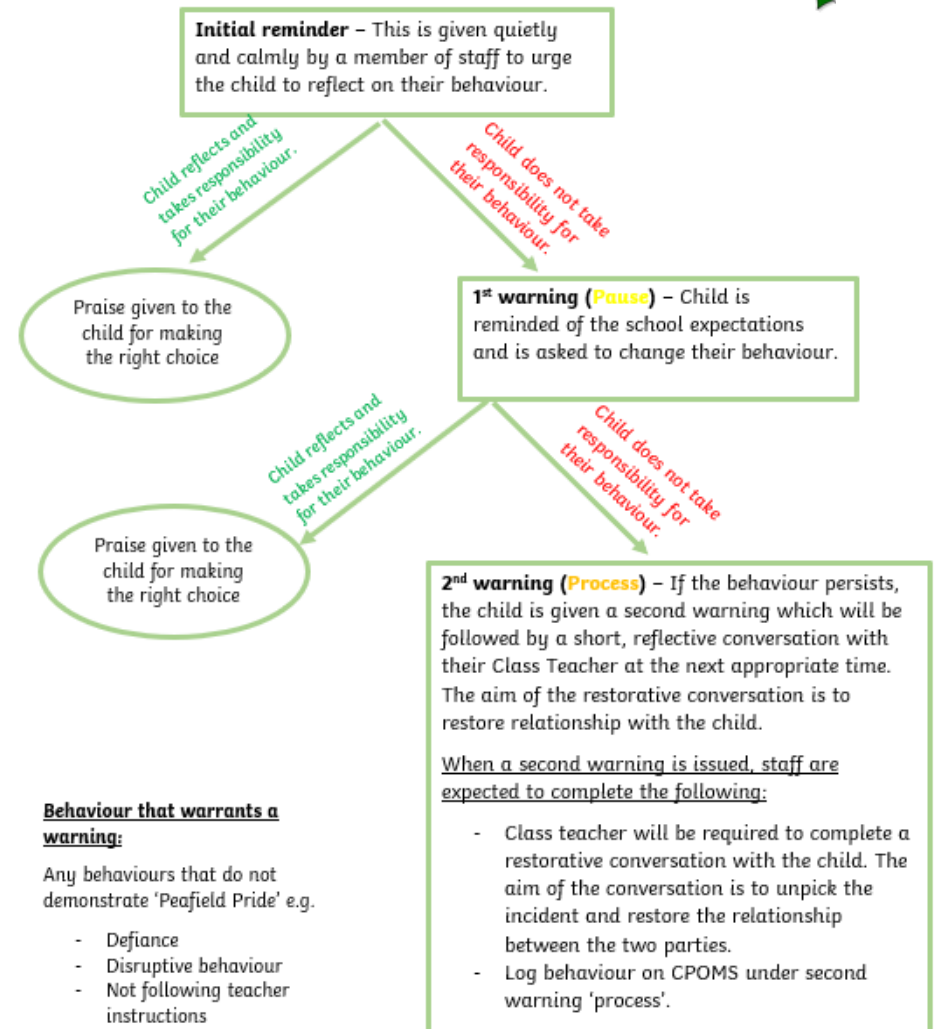 Initial reminder – This is given quietly
and calmly by a member of staff to urge
the child to reflect on their behaviour.
Child reflects and
takes responsibility
for their behaviour.
Child does not take
responsibility for
their behaviour.
Praise given to the
child for making
the right choice
1st warning (Pause) – Child is
reminded of the school expectations
and is asked to change their behaviour.
Child reflects and
takes responsibility
for their behaviour.
Child does not take
responsibility for
their behaviour.
Praise given to the
child for making
the right choice
2nd warning (Process) – If the behaviour persists,
the child is given a second warning which will be
followed by a short, reflective conversation with
their Class Teacher at the next appropriate time.
The aim of the restorative conversation is to
restore relationship with the child.
When a second warning is issued, staff are
expected to complete the following:
- Class teacher will be required to complete a
restorative conversation with the child. The
aim of the conversation is to unpick the
incident and restore the relationship
between the two parties.
- Log behaviour on CPOMS under second
warning ‘process’.
Behaviour that warrants a
warning:
Any behaviours that do not
demonstrate ‘Peafield Pride’ e.g.
- Defiance
- Disruptive behaviour
- Not following teacher
instructions